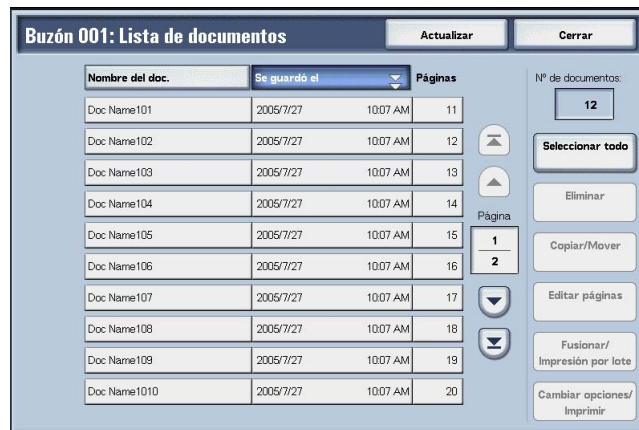 Buzón 001: Lista de documentos
Actualizar
Cerrar
Nombre del doc.
Se guardó el
Páginas
Nº de documentos:
12
Doc Name101 2005/7/27 10:07 AM 11
Doc Name102 2005/7/27 10:07 AM 12
Doc Name103 2005/7/27 10:07 AM 13
Doc Name104 2005/7/27 10:07 AM 14
Doc Name105 2005/7/27 10:07 AM 15
Doc Name106 2005/7/27 10:07 AM 16
Doc Name107 2005/7/27 10:07 AM 17
Doc Name108 2005/7/27 10:07 AM 18
Doc Name109 2005/7/27 10:07 AM 19
Doc Name1010 2005/7/27 10:07 AM 20
Página
1
2
Seleccionar todo
Eliminar
Copiar/Mover
Editar páginas
Fusionar/
Impresión por lote
Cambiar opciones/
Imprimir